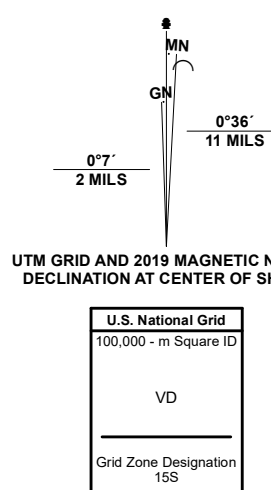 MN
GN
0°36´
11 MILS
0°7´
2 MILS
UTM GRID AND 2019 MAGNETIC N
DECLINATION AT CENTER OF SH
U.S. National Grid
100,000 - m Square ID
VD
Grid Zone Designation
15S